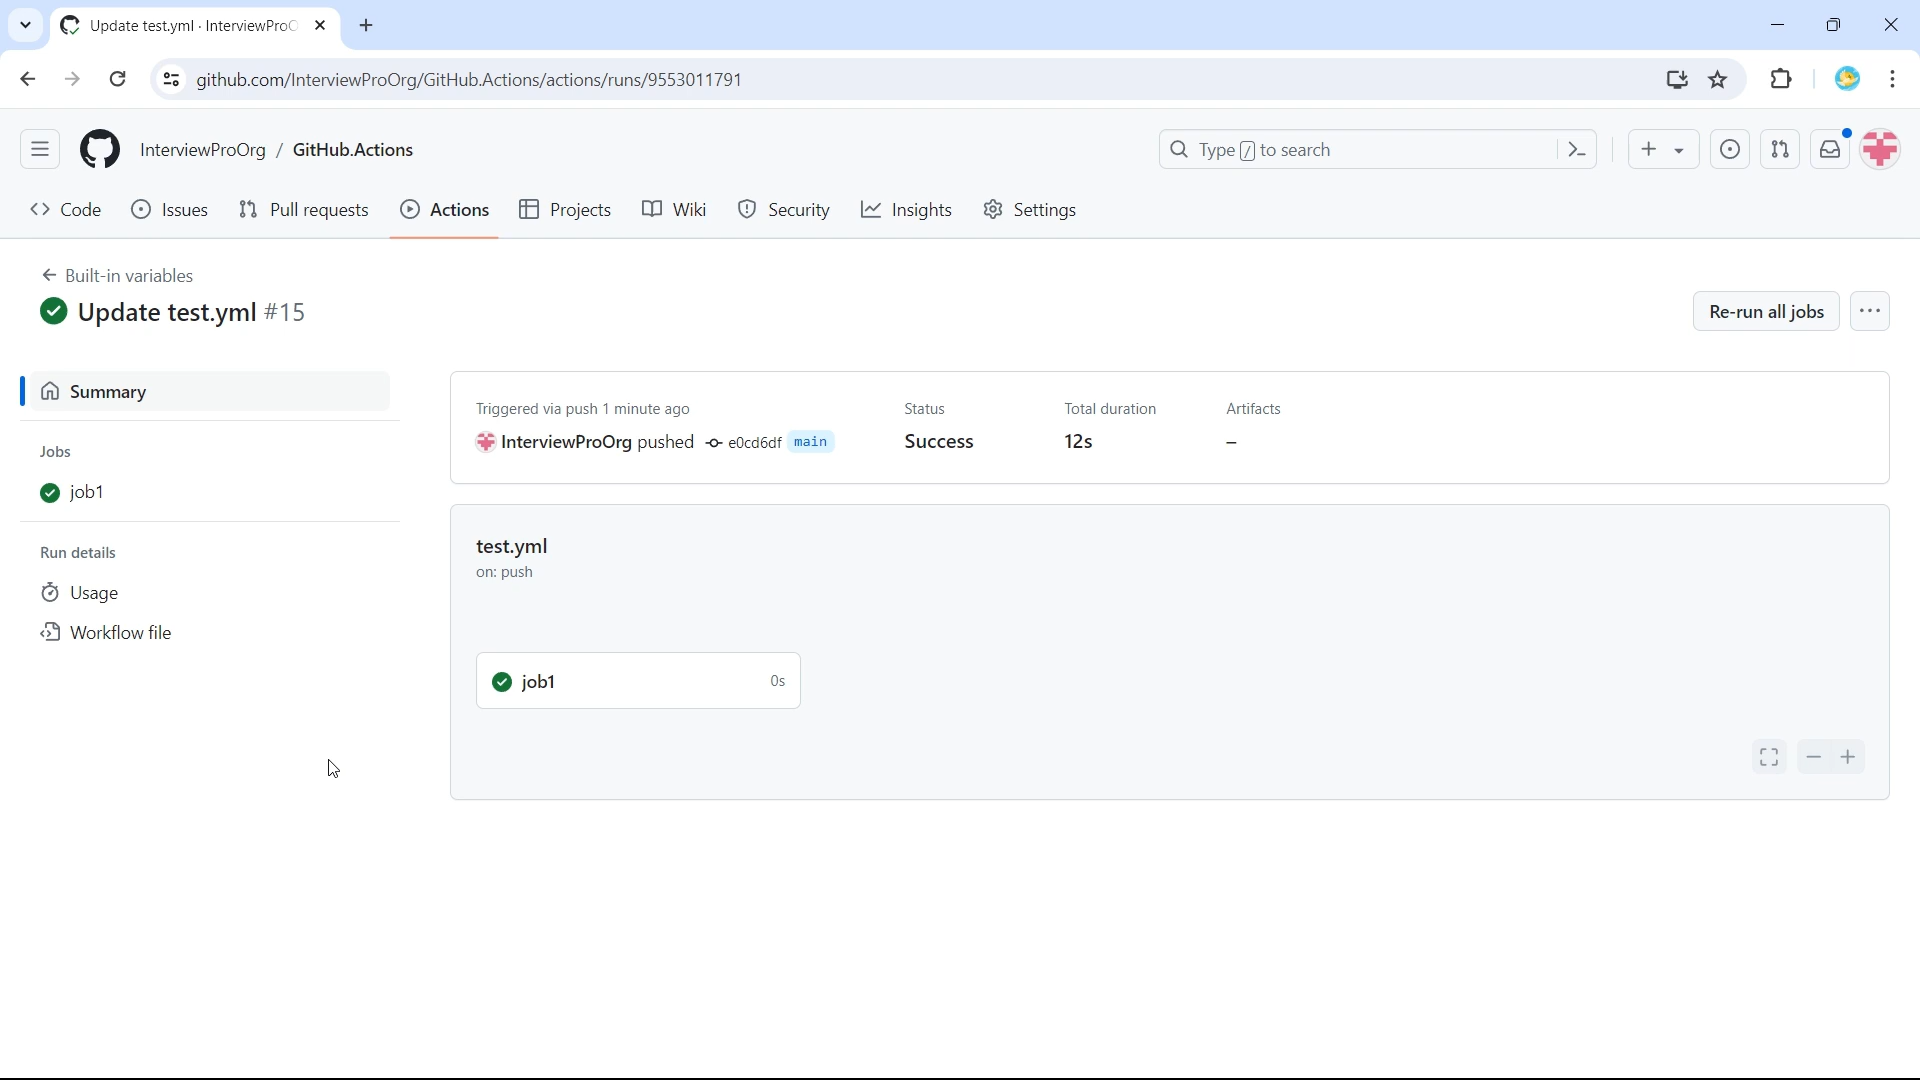 Update test.yml · InterviewPro
github.com/InterviewProOrg/GitHub.Actions/actions/runs/9553011791
InterviewProOrg / GitHub.Actions
Type / to search
Code
Issues
Pull requests
Actions
Projects
Wiki
Security
Insights
Settings
Built-in variables
Update test.yml #15
Re-run all jobs
Summary
Jobs
job1
Run details
Usage
Workflow file
Triggered via push 1 minute ago
InterviewProOrg pushed e0cd6df main
Status
Success
Total duration
12s
Artifacts
–
test.yml
on: push
job1
0s